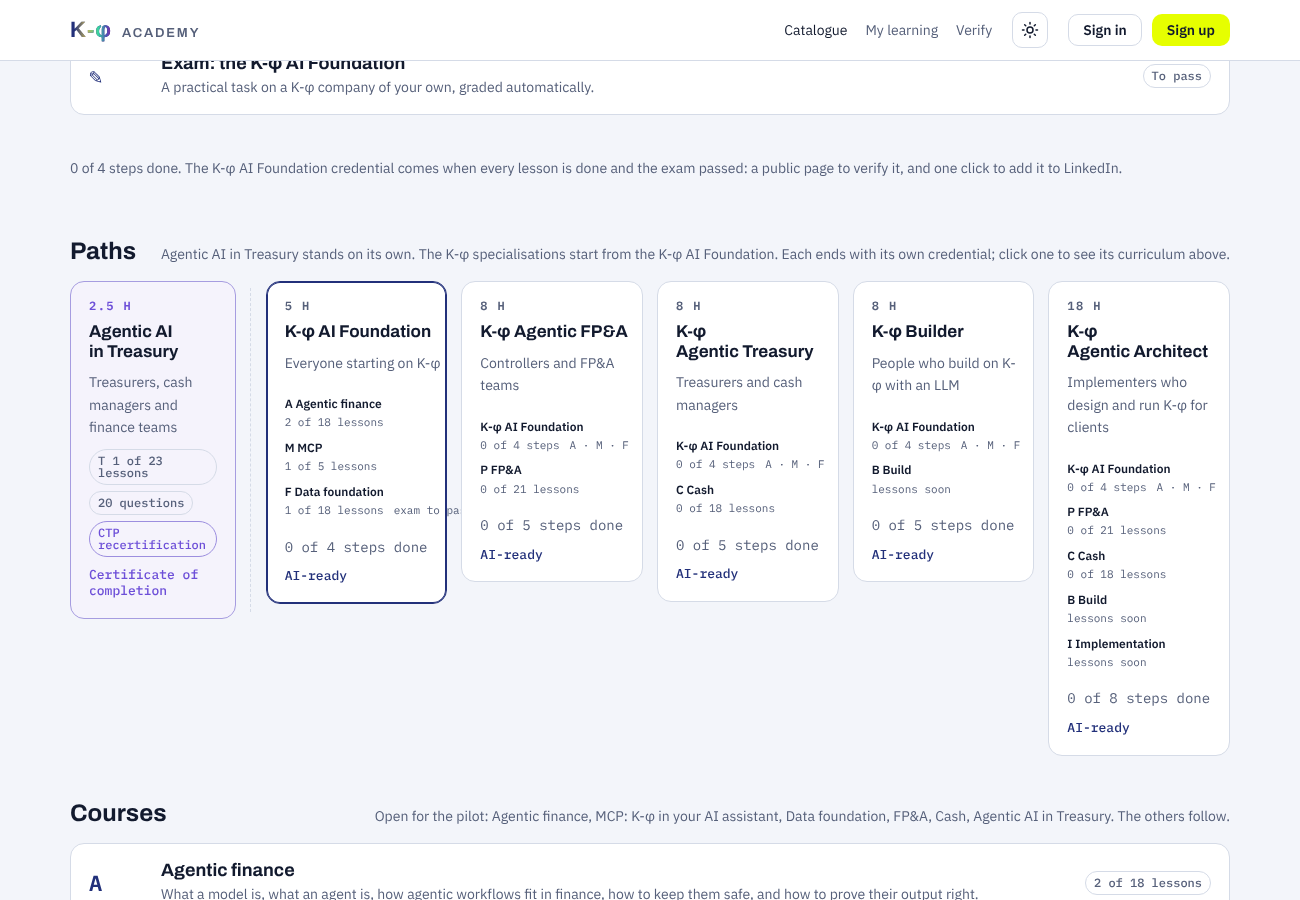 K-φ ACADEMY
Catalogue
My learning
Verify
Sign in
Sign up
✎
Exam: the K-φ AI Foundation
A practical task on a K-φ company of your own, graded automatically.
To pass
0 of 4 steps done. The K-φ AI Foundation credential comes when every lesson is done and the exam passed: a public page to verify it, and one click to add it to LinkedIn.
Paths
Agentic AI in Treasury stands on its own. The K-φ specialisations start from the K-φ AI Foundation. Each ends with its own credential; click one to see its curriculum above.
2.5 H
Agentic AI
in Treasury
Treasurers, cash
managers and
finance teams
T 1 of 23
lessons
20 questions
CTP
recertification
Certificate of
completion
5 H
K-φ AI Foundation
Everyone starting on K-φ
A Agentic finance
2 of 18 lessons
M MCP
1 of 5 lessons
F Data foundation
1 of 18 lessons exam to pa
0 of 4 steps done
AI-ready
8 H
K-φ Agentic FP&A
Controllers and FP&A
teams
K-φ AI Foundation
0 of 4 steps A · M · F
P FP&A
0 of 21 lessons
0 of 5 steps done
AI-ready
8 H
K-φ
Agentic Treasury
Treasurers and cash
managers
K-φ AI Foundation
0 of 4 steps A · M · F
C Cash
0 of 18 lessons
0 of 5 steps done
AI-ready
8 H
K-φ Builder
People who build on K-
φ with an LLM
K-φ AI Foundation
0 of 4 steps A · M · F
B Build
lessons soon
0 of 5 steps done
AI-ready
18 H
K-φ
Agentic Architect
Implementers who
design and run K-φ for
clients
K-φ AI Foundation
0 of 4 steps A · M · F
P FP&A
0 of 21 lessons
C Cash
0 of 18 lessons
B Build
lessons soon
I Implementation
lessons soon
0 of 8 steps done
AI-ready
Courses
Open for the pilot: Agentic finance, MCP: K-φ in your AI assistant, Data foundation, FP&A, Cash, Agentic AI in Treasury. The others follow.
A
Agentic finance
What a model is, what an agent is, how agentic workflows fit in finance, how to keep them safe, and how to prove their output right.
2 of 18 lessons